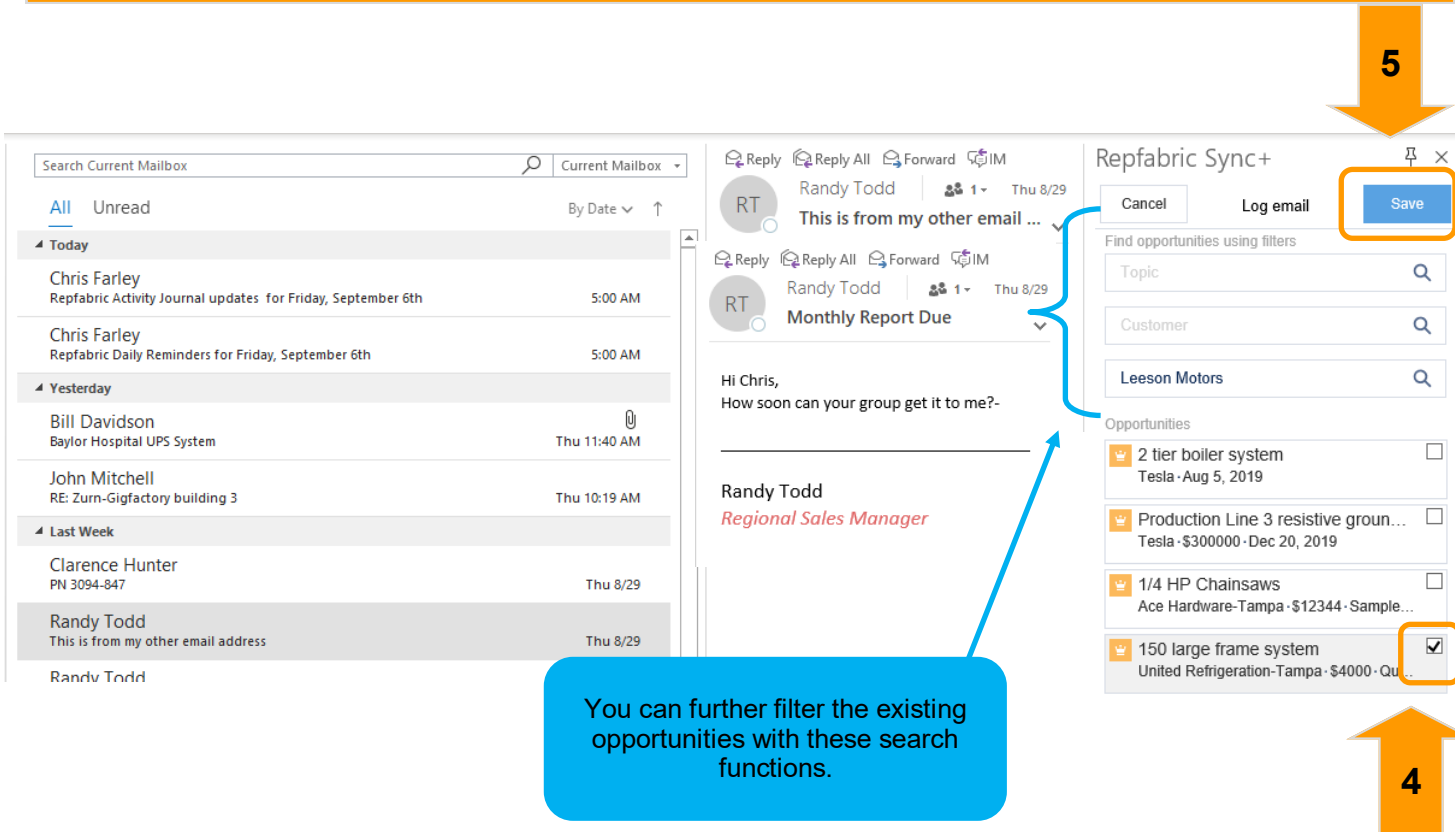 5
Search Current Mailbox
Current Mailbox
All Unread
By Date
Today
Chris Farley
Repfabric Activity Journal updates for Friday, September 6th 5:00 AM
Chris Farley
Repfabric Daily Reminders for Friday, September 6th 5:00 AM
Yesterday
Bill Davidson
Baylor Hospital UPS System Thu 11:40 AM
John Mitchell
RE: Zurn-Gigfactory building 3 Thu 10:19 AM
Last Week
Clarence Hunter
PN 3094-847 Thu 8/29
Randy Todd
This is from my other email address Thu 8/29
Randy Todd
Reply Reply All Forward IM
RT
Randy Todd 1 Thu 8/29
This is from my other email ...
Reply Reply All Forward IM
RT
Randy Todd 1 Thu 8/29
Monthly Report Due
Hi Chris,
How soon can your group get it to me?-
Randy Todd
Regional Sales Manager
Repfabric Sync+
Cancel Log email Save
Find opportunities using filters
Topic
Customer
Leeson Motors
Opportunities
2 tier boiler system
Tesla·Aug 5, 2019
Production Line 3 resistive groun...
Tesla·$300000·Dec 20, 2019
1/4 HP Chainsaws
Ace Hardware-Tampa·$12344·Sample...
150 large frame system
United Refrigeration-Tampa·$4000·Qu...
You can further filter the existing
opportunities with these search
functions.
4